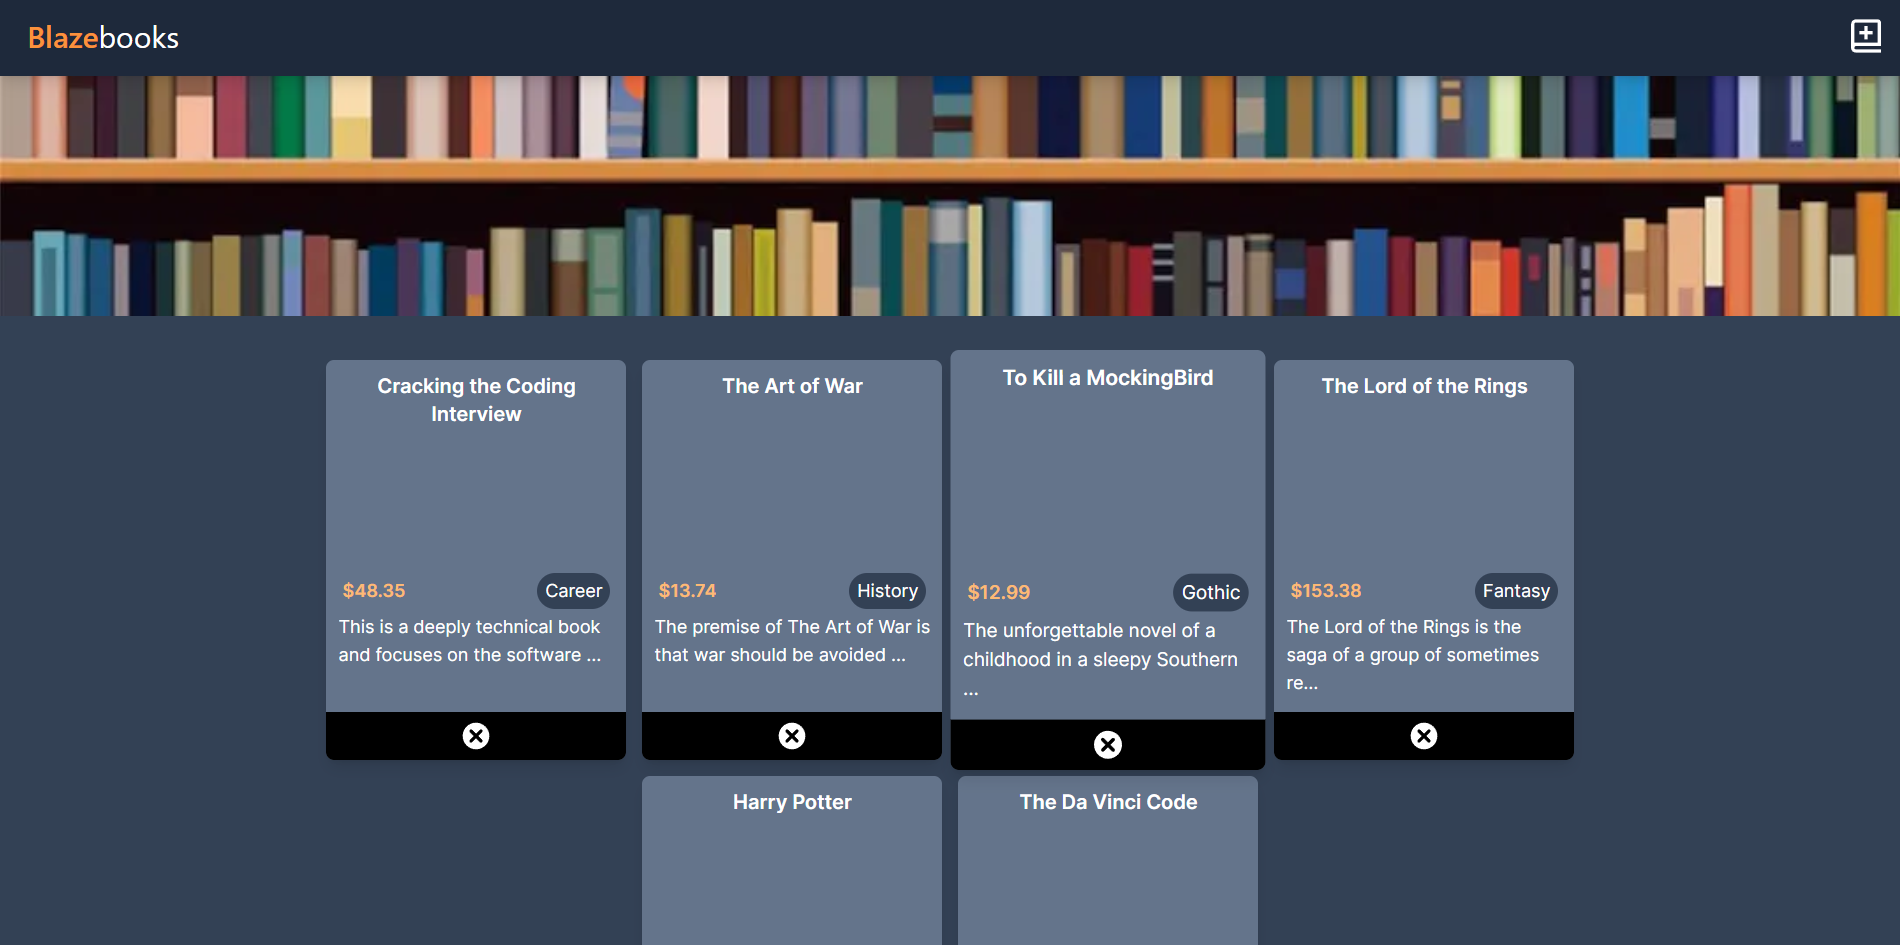 Blazebooks
Cracking the Coding
Interview
$48.35
Career
This is a deeply technical book
and focuses on the software ...
The Art of War
$13.74
History
The premise of The Art of War is
that war should be avoided ...
To Kill a MockingBird
$12.99
Gothic
The unforgettable novel of a
childhood in a sleepy Southern
...
The Lord of the Rings
$153.38
Fantasy
The Lord of the Rings is the
saga of a group of sometimes
re...
Harry Potter
The Da Vinci Code